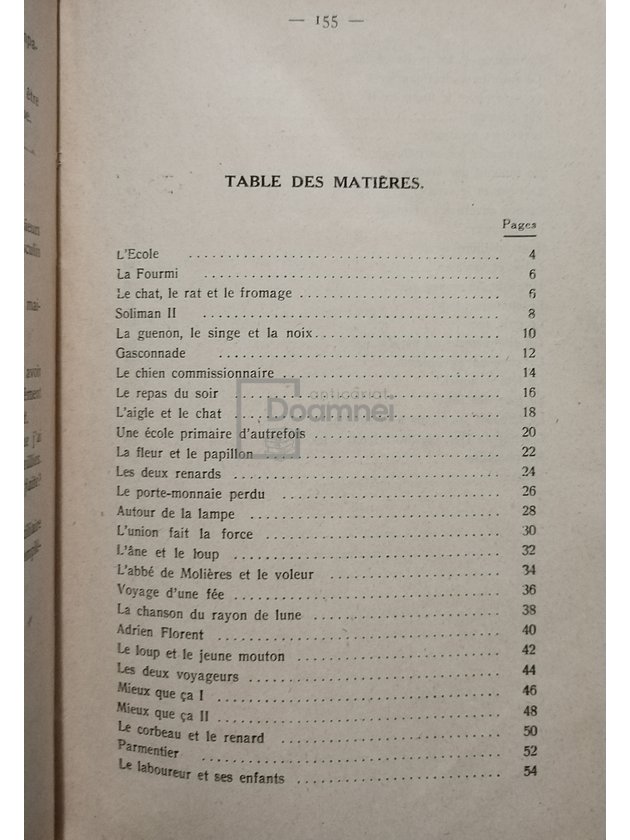 — 155 —
TABLE DES MATIÈRES.
Pages
L'Ecole 4
La Fourmi 6
Le chat, le rat et le fromage 6
Soliman II 8
La guenon, le singe et la noix 10
Gasconnade 12
Le chien commissionnaire 14
Le repas du soir 16
L'aigle et le chat 18
Une école primaire d'autrefois 20
La fleur et le papillon 22
Les deux renards 24
Le porte-monnaie perdu 26
Autour de la lampe 28
L'union fait la force 30
L'âne et le loup 32
L'abbé de Molières et le voleur 34
Voyage d'une fée 36
La chanson du rayon de lune 38
Adrien Florent 40
Le loup et le jeune mouton 42
Les deux voyageurs 44
Mieux que ça I 46
Mieux que ça II 48
Le corbeau et le renard 50
Parmentier 52
Le laboureur et ses enfants 54
anticariat
Doamnei
être
avoir